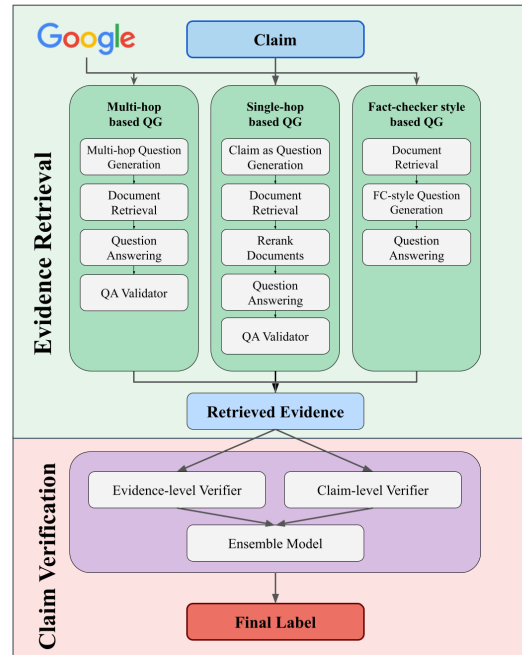 Google
Claim
Evidence Retrieval
Multi-hop
based QG
Multi-hop Question
Generation
Document
Retrieval
Question
Answering
QA Validator
Single-hop
based QG
Claim as Question
Generation
Document
Retrieval
Rerank
Documents
Question
Answering
QA Validator
Fact-checker style
based QG
Document
Retrieval
FC-style Question
Generation
Question
Answering
Retrieved Evidence
Claim Verification
Evidence-level Verifier
Claim-level Verifier
Ensemble Model
Final Label